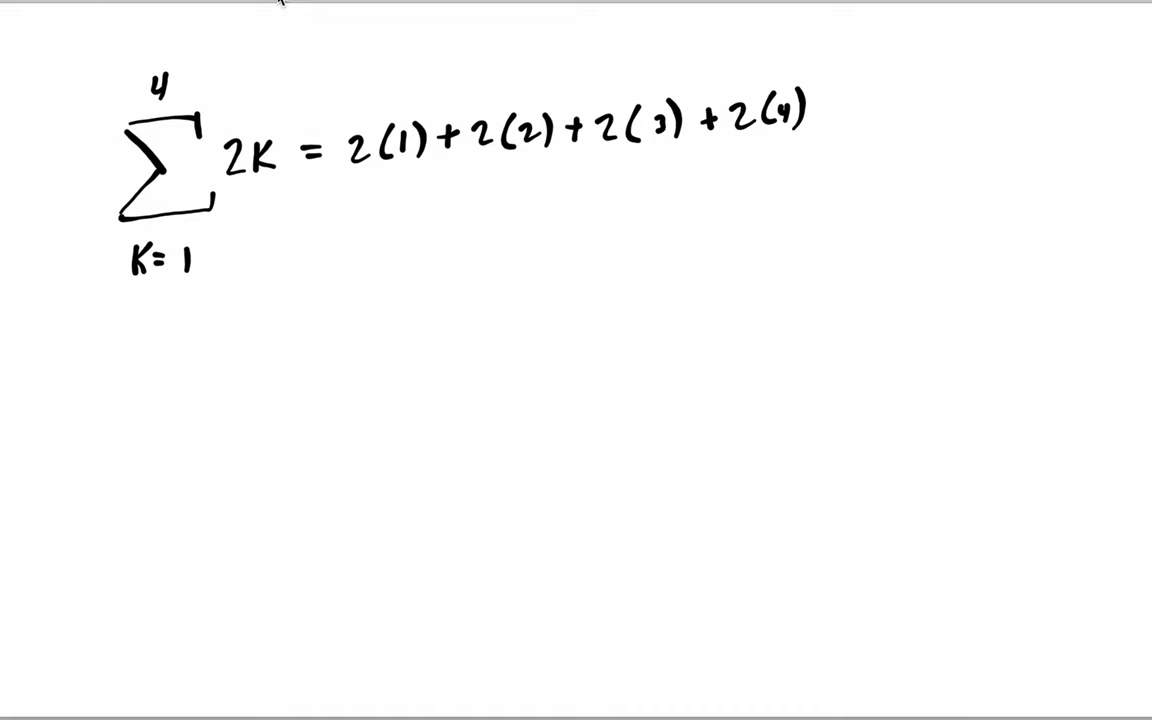 4
∑ 2K = 2(1) + 2(2) + 2(3) + 2(4)
K = 1